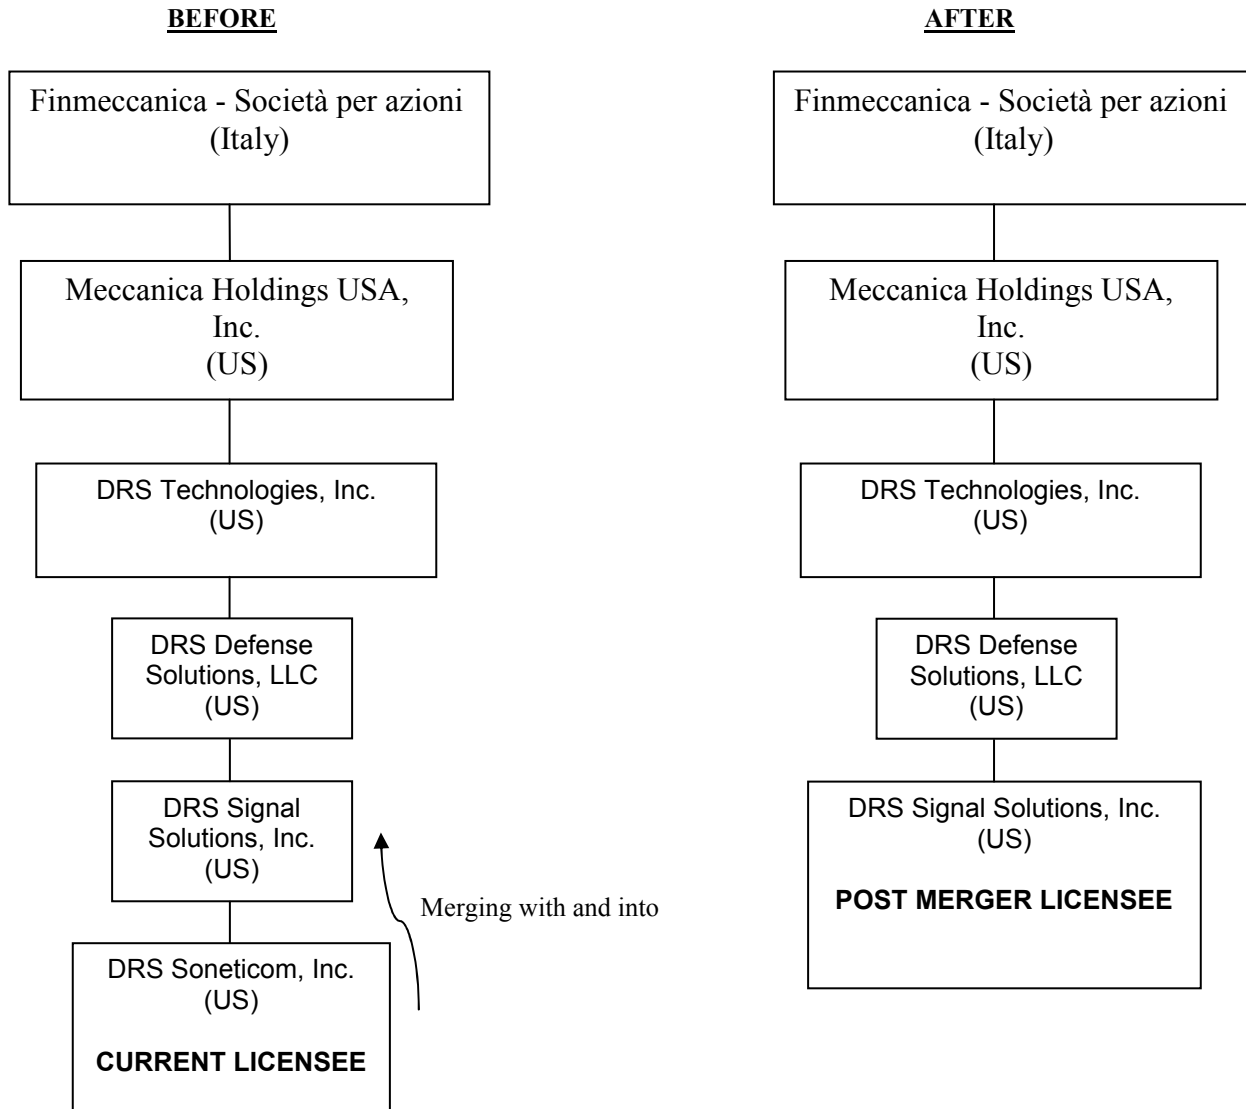 BEFORE
Finmeccanica - Società per azioni
(Italy)
Meccanica Holdings USA,
Inc.
(US)
DRS Technologies, Inc.
(US)
DRS Defense
Solutions, LLC
(US)
DRS Signal
Solutions, Inc.
(US)
Merging with and into
DRS Soneticom, Inc.
(US)
CURRENT LICENSEE
AFTER
Finmeccanica - Società per azioni
(Italy)
Meccanica Holdings USA,
Inc.
(US)
DRS Technologies, Inc.
(US)
DRS Defense
Solutions, LLC
(US)
DRS Signal Solutions, Inc.
(US)
POST MERGER LICENSEE